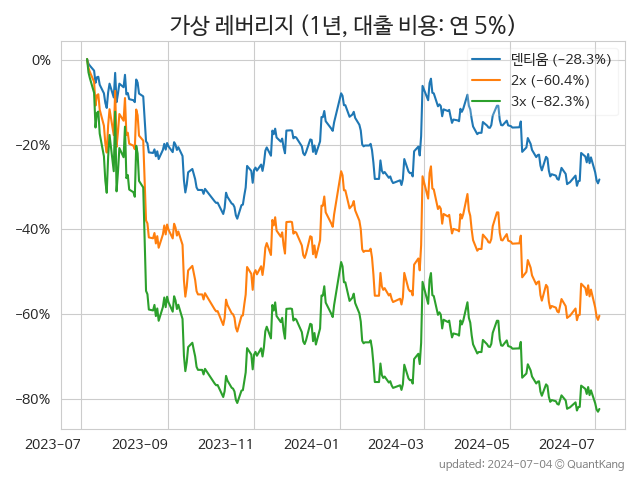 가상 레버리지 (1년, 대출 비용: 연 5%)
덴티움 (−28.3%)
2x (−60.4%)
3x (−82.3%)
0%
−20%
−40%
−60%
−80%
2023-07
2023-09
2023-11
2024-01
2024-03
2024-05
2024-07
updated: 2024-07-04 © QuantKang